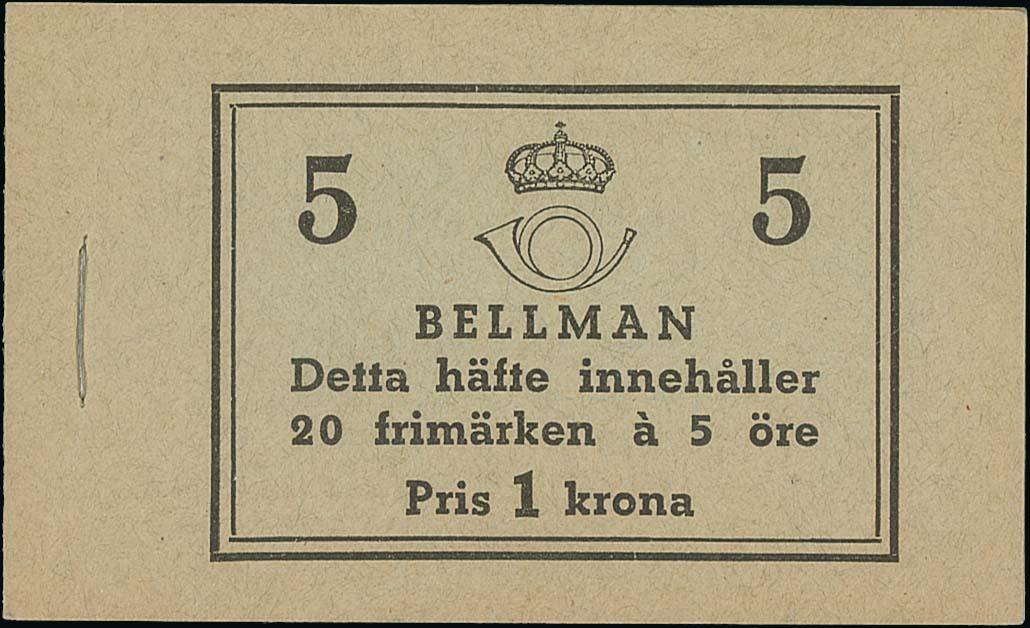 5 5
BELLMAN
Detta häfte innehåller
20 frimärken à 5 öre
Pris 1 krona